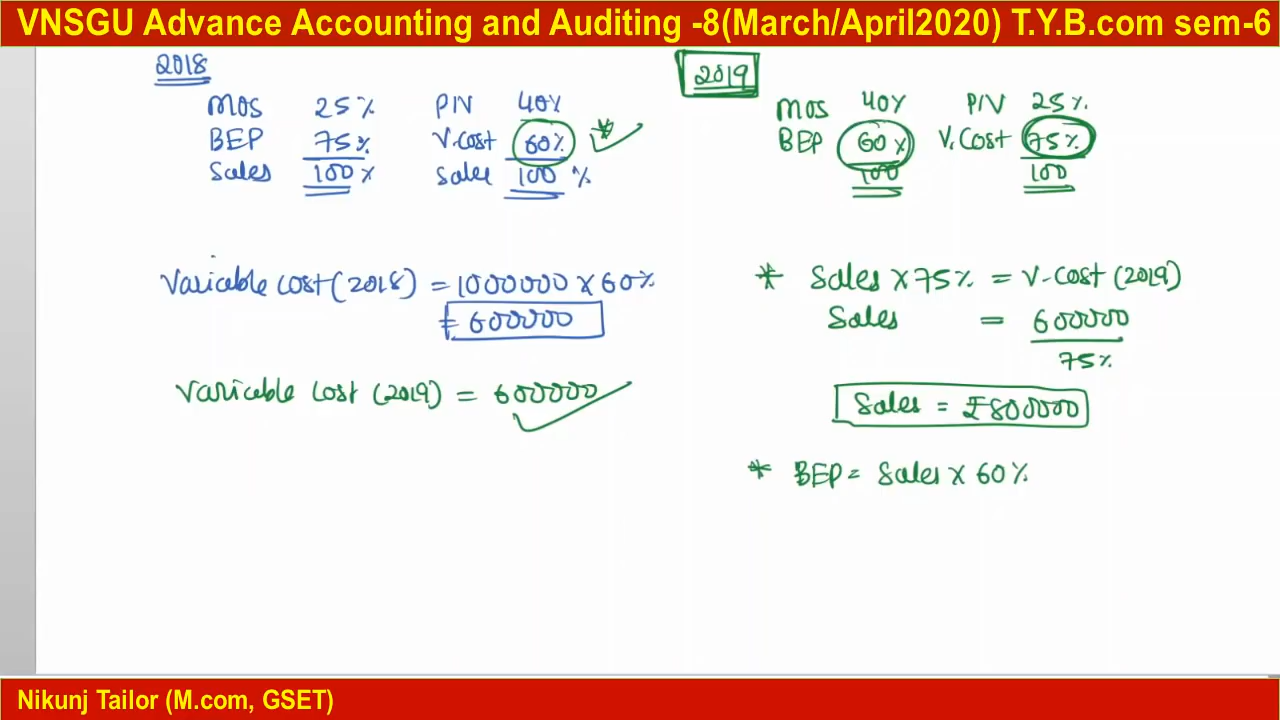 VNSGU Advance Accounting and Auditing -8(March/April2020) T.Y.B.com sem-6
2018
MOS 25% P/V 40%
BEP 75% V.Cost 60%
Sales 100% Sales 100%
2019
MOS 40% P/V 25%
BEP 60% V.Cost 75%
100 100
Variable Cost (2018) = 1000000 × 60%
= 600000
Variable Cost (2019) = 600000
* Sales × 75% = V.Cost (2019)
Sales = 600000
75%
Sales = ₹800000
* BEP = Sales × 60%
Nikunj Tailor (M.com, GSET)